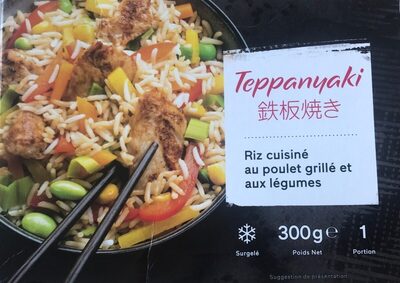 Teppanyaki
鉄板焼き
Riz cuisiné
au poulet grillé et
aux légumes
300g℮ 1
Surgelé Poids Net Portion
Suggestion de présentation